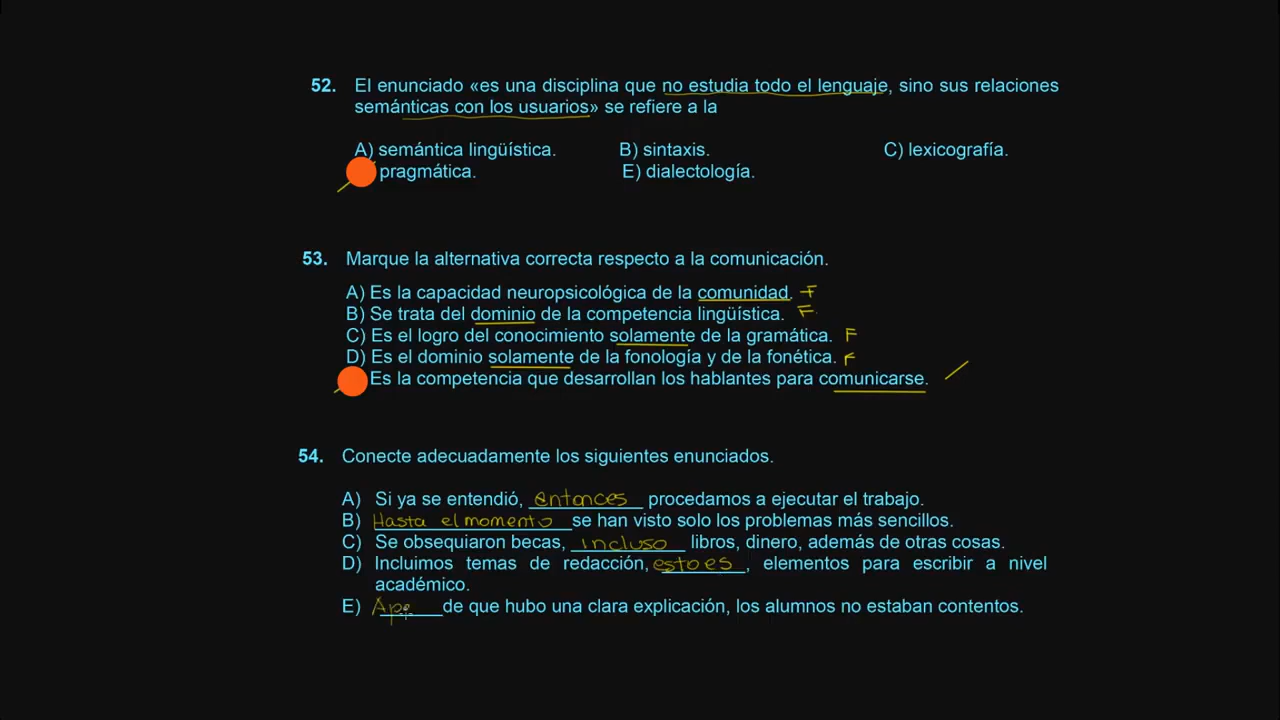 52. El enunciado «es una disciplina que no estudia todo el lenguaje, sino sus relaciones
semánticas con los usuarios» se refiere a la
A) semántica lingüística. B) sintaxis. C) lexicografía.
pragmática. E) dialectología.
53. Marque la alternativa correcta respecto a la comunicación.
A) Es la capacidad neuropsicológica de la comunidad. F
B) Se trata del dominio de la competencia lingüística. F
C) Es el logro del conocimiento solamente de la gramática. F
D) Es el dominio solamente de la fonología y de la fonética. F
Es la competencia que desarrollan los hablantes para comunicarse.
54. Conecte adecuadamente los siguientes enunciados.
A) Si ya se entendió, entonces procedamos a ejecutar el trabajo.
B) Hasta el momento se han visto solo los problemas más sencillos.
C) Se obsequiaron becas, incluso libros, dinero, además de otras cosas.
D) Incluimos temas de redacción, esto es, elementos para escribir a nivel
académico.
E) Ape de que hubo una clara explicación, los alumnos no estaban contentos.